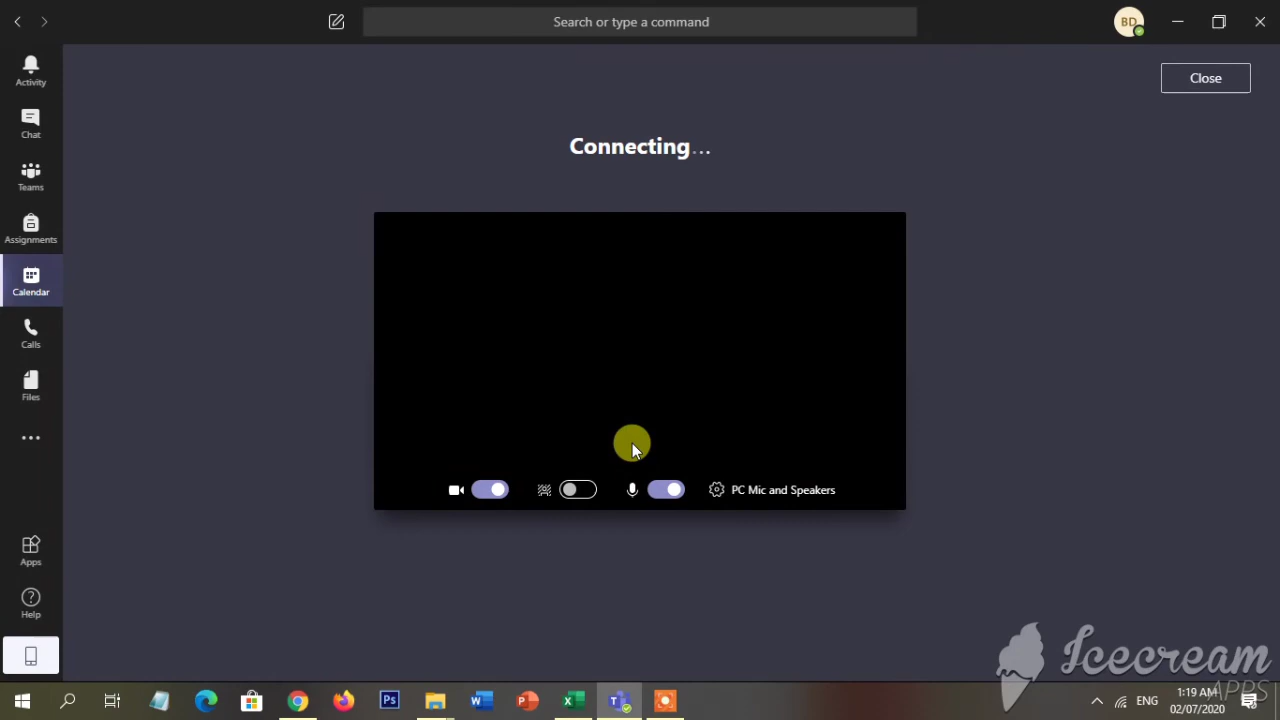 Search or type a command
BD
Close
Activity
Chat
Teams
Assignments
Calendar
Calls
Files
Apps
Help
Connecting...
PC Mic and Speakers
Icecream
APPS
Ps
ENG
1:19 AM
02/07/2020